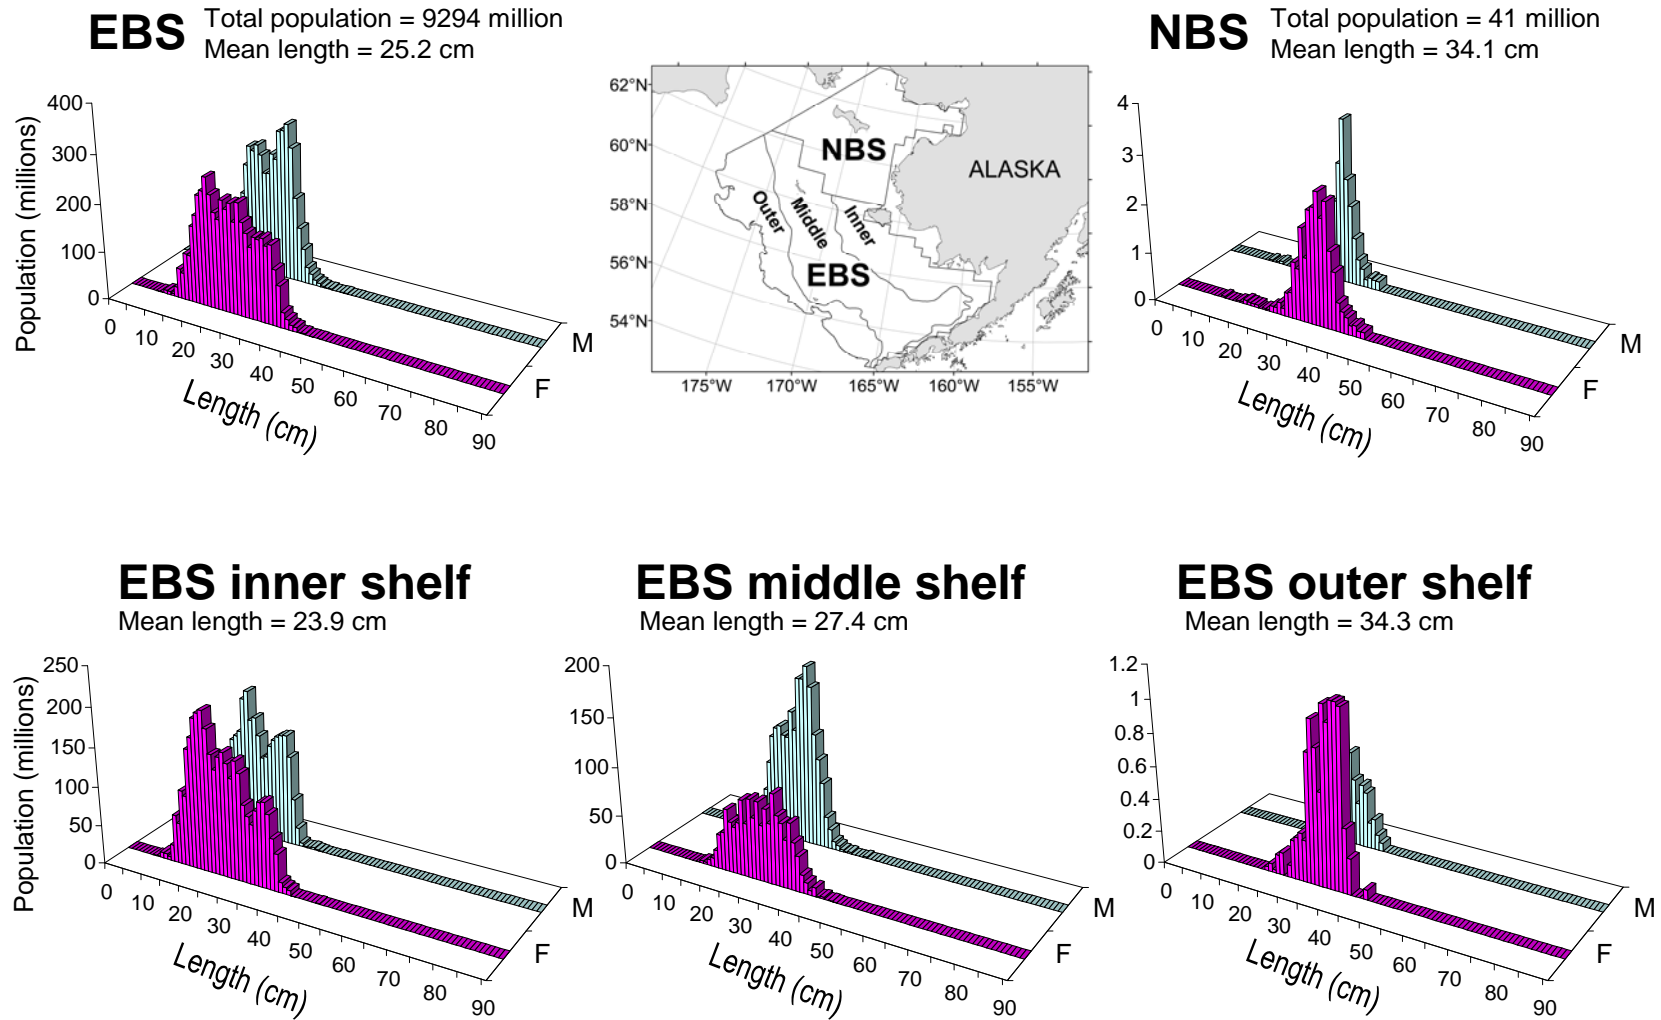 EBS
Total population = 9294 million
Mean length = 25.2 cm
Population (millions)
400
300
200
100
0
0
10
20
30
40
50
60
70
80
90
Length (cm)
M
F
62°N
60°N
58°N
56°N
54°N
175°W
170°W
165°W
160°W
155°W
NBS
ALASKA
Outer
Middle
Inner
EBS
NBS
Total population = 41 million
Mean length = 34.1 cm
4
3
2
1
0
0
10
20
30
40
50
60
70
80
90
Length (cm)
M
F
EBS inner shelf
Mean length = 23.9 cm
Population (millions)
250
200
150
100
50
0
0
10
20
30
40
50
60
70
80
90
Length (cm)
M
F
EBS middle shelf
Mean length = 27.4 cm
200
150
100
50
0
0
10
20
30
40
50
60
70
80
90
Length (cm)
M
F
EBS outer shelf
Mean length = 34.3 cm
1.2
1
0.8
0.6
0.4
0.2
0
0
10
20
30
40
50
60
70
80
90
Length (cm)
M
F